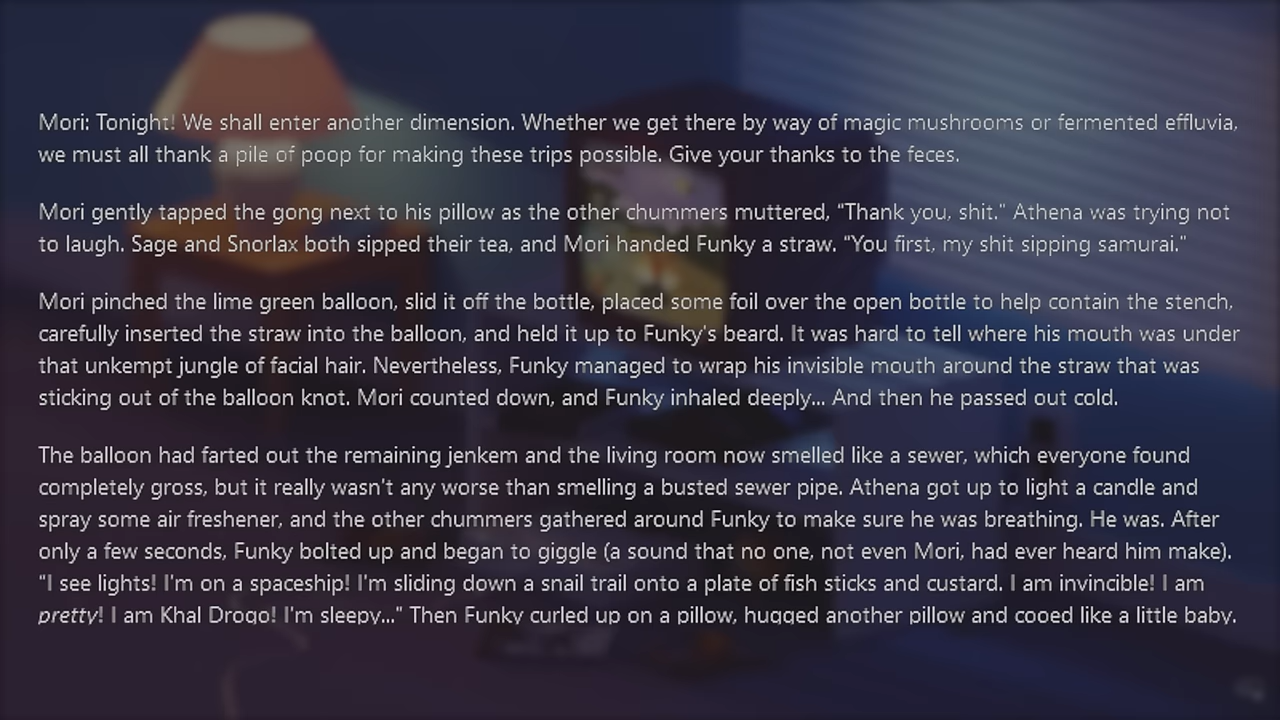 Mori: Tonight! We shall enter another dimension. Whether we get there by way of magic mushrooms or fermented effluvia,
we must all thank a pile of poop for making these trips possible. Give your thanks to the feces.
Mori gently tapped the gong next to his pillow as the other chummers muttered, "Thank you, shit." Athena was trying not
to laugh. Sage and Snorlax both sipped their tea, and Mori handed Funky a straw. "You first, my shit sipping samurai."
Mori pinched the lime green balloon, slid it off the bottle, placed some foil over the open bottle to help contain the stench,
carefully inserted the straw into the balloon, and held it up to Funky's beard. It was hard to tell where his mouth was under
that unkempt jungle of facial hair. Nevertheless, Funky managed to wrap his invisible mouth around the straw that was
sticking out of the balloon knot. Mori counted down, and Funky inhaled deeply... And then he passed out cold.
The balloon had farted out the remaining jenkem and the living room now smelled like a sewer, which everyone found
completely gross, but it really wasn't any worse than smelling a busted sewer pipe. Athena got up to light a candle and
spray some air freshener, and the other chummers gathered around Funky to make sure he was breathing. He was. After
only a few seconds, Funky bolted up and began to giggle (a sound that no one, not even Mori, had ever heard him make).
"I see lights! I'm on a spaceship! I'm sliding down a snail trail onto a plate of fish sticks and custard. I am invincible! I am
pretty! I am Khal Drogo! I'm sleepy..." Then Funky curled up on a pillow, hugged another pillow and cooed like a little baby.